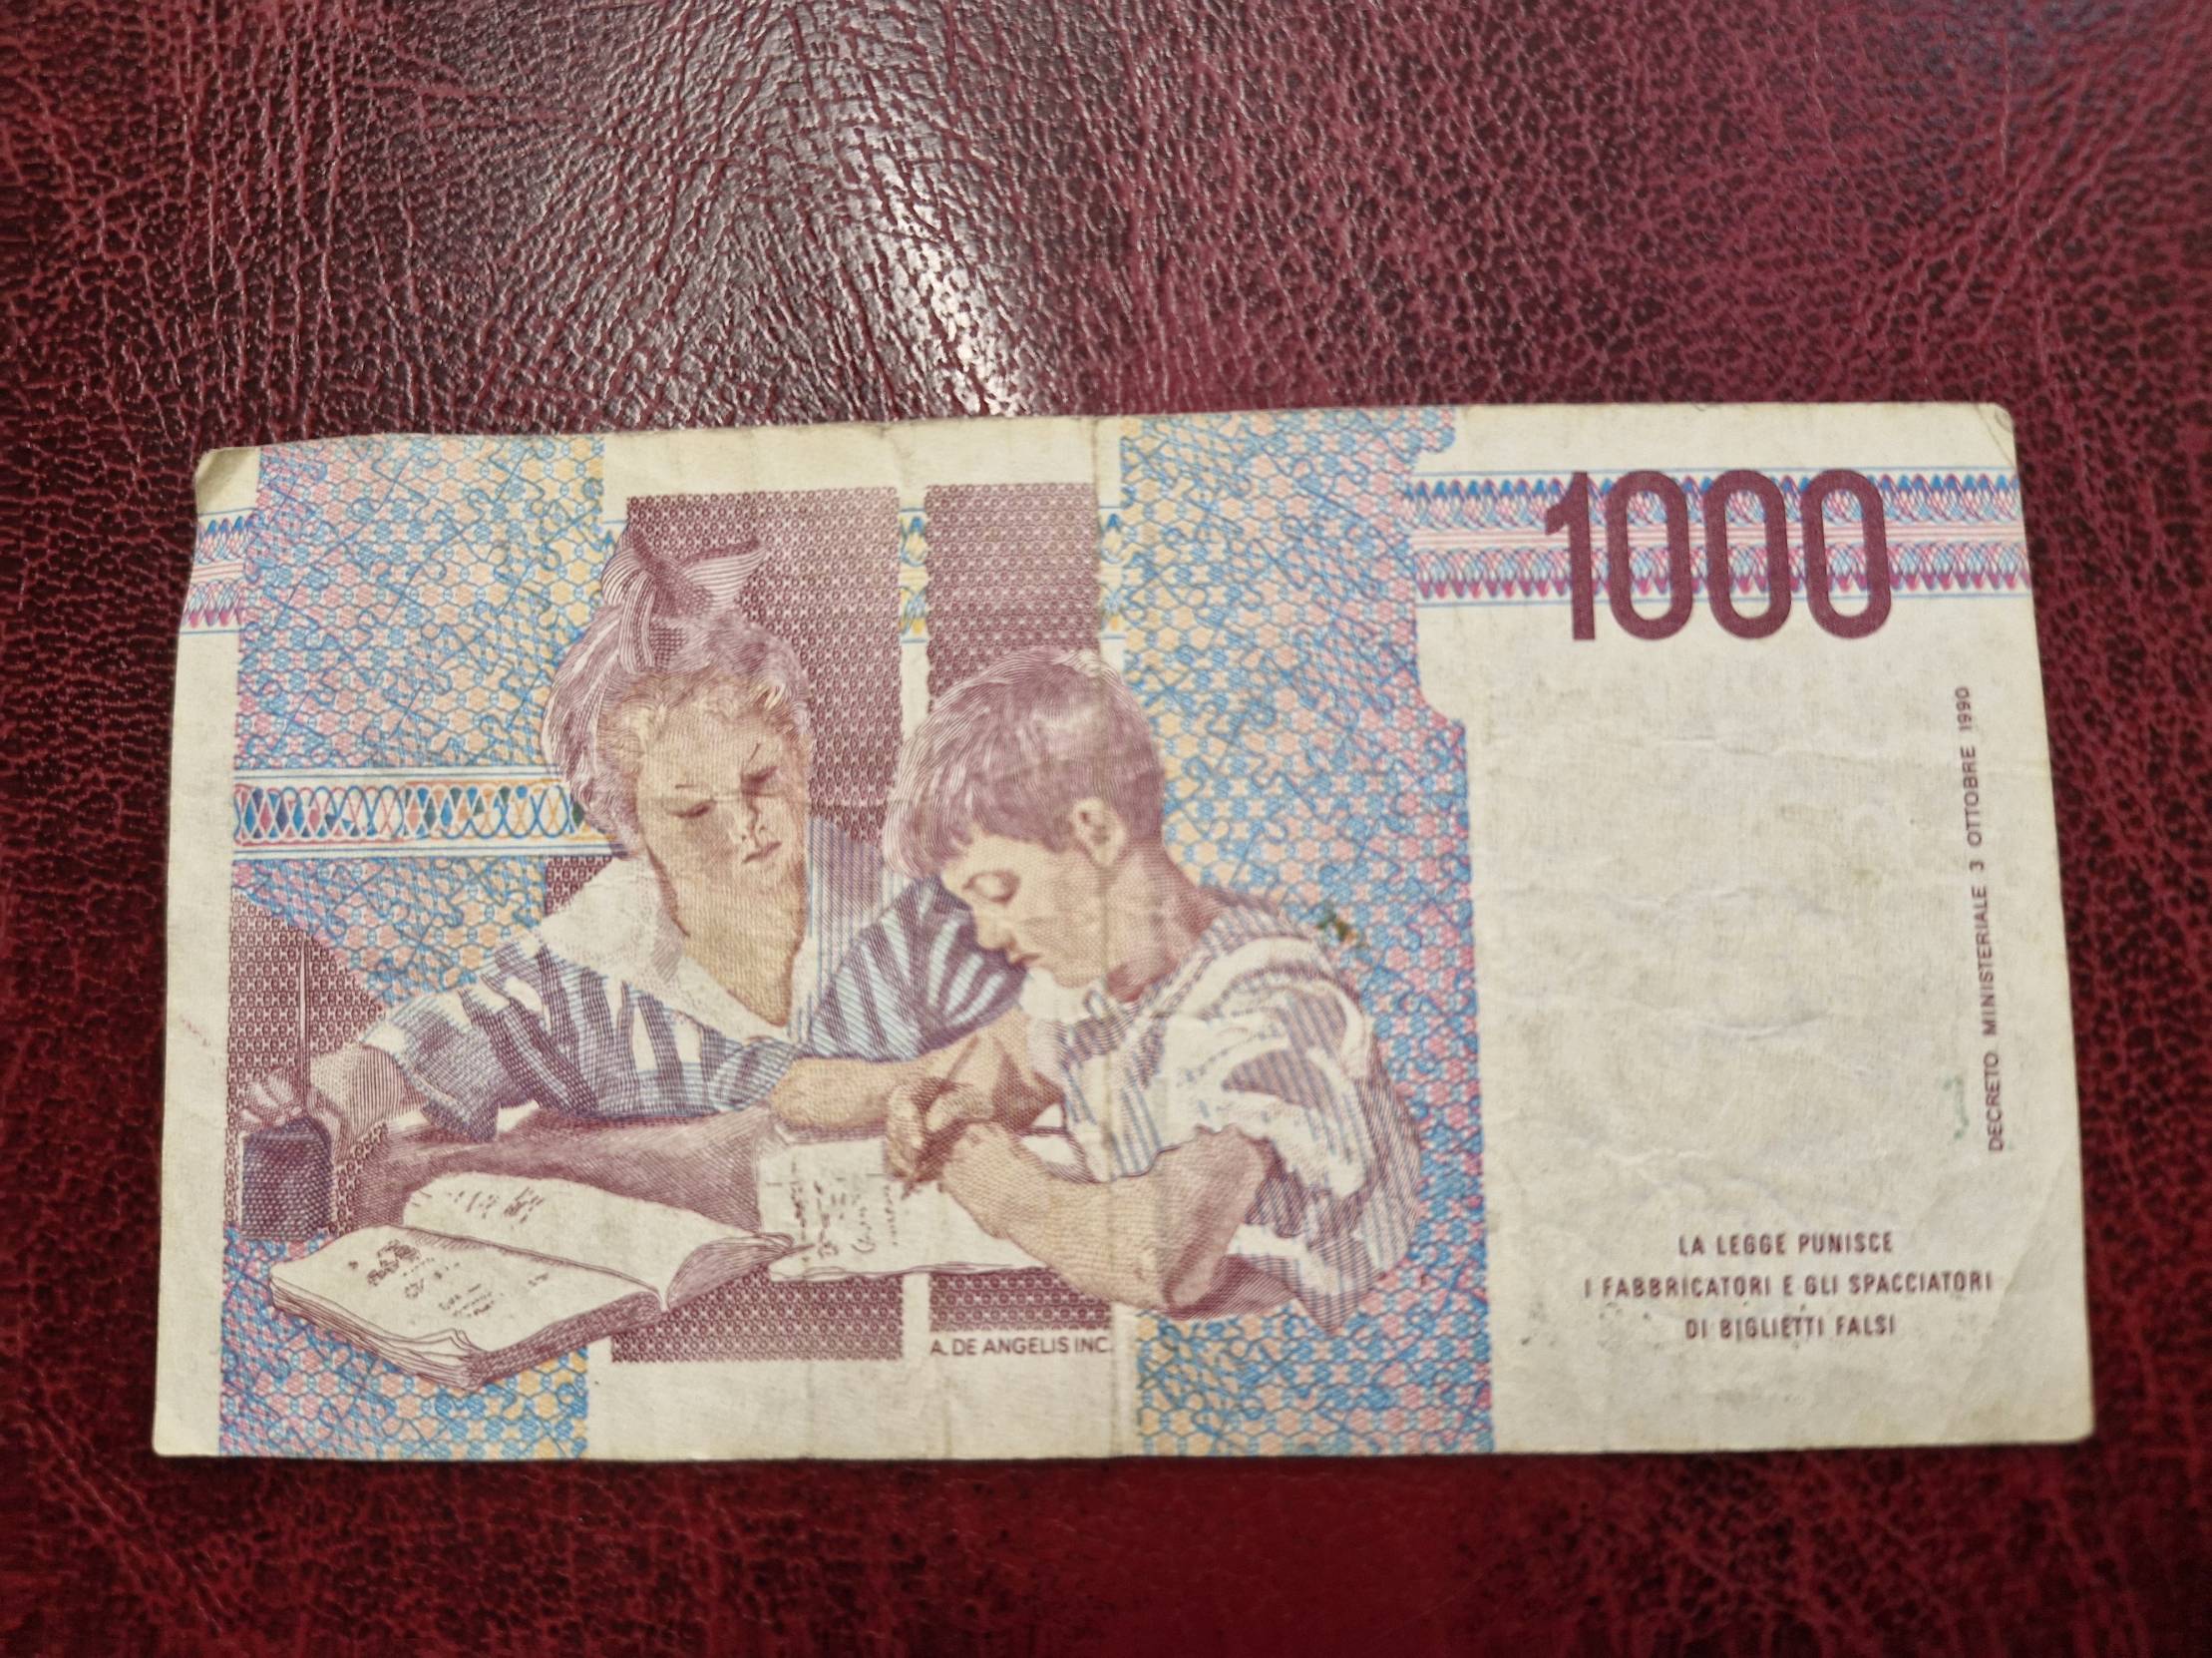 1000
DECRETO MINISTERIALE 3 OTTOBRE 1990
A. DE ANGELIS INC.
LA LEGGE PUNISCE
I FABBRICATORI E GLI SPACCIATORI
DI BIGLIETTI FALSI